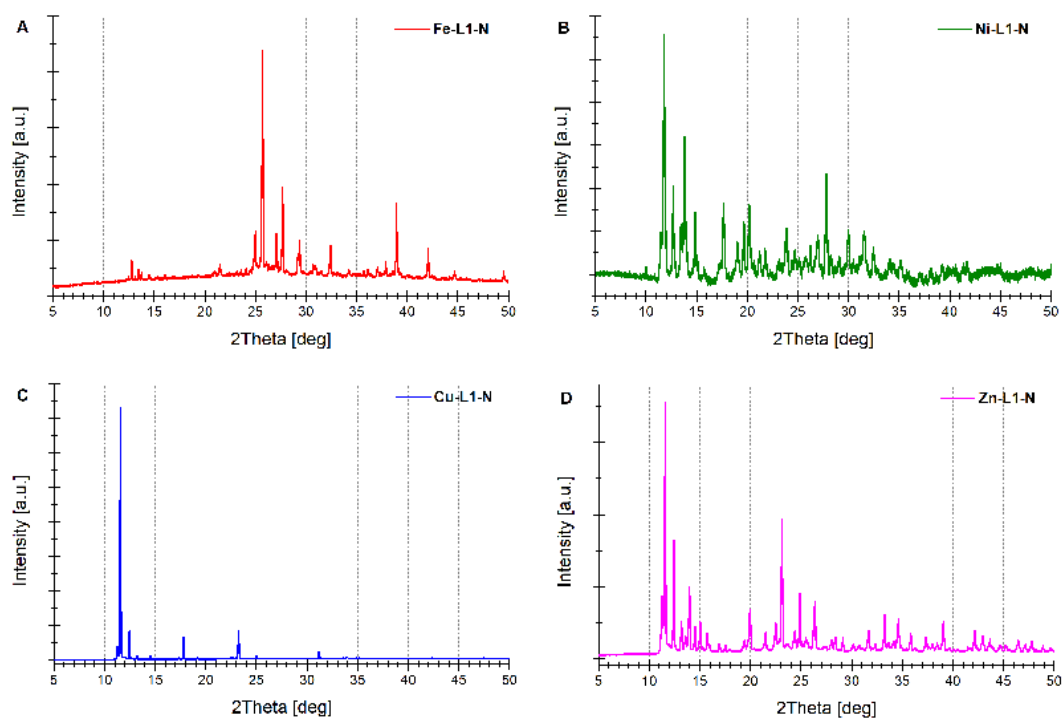 A
Fe-L1-N
Intensity [a.u.]
5 10 15 20 25 30 35 40 45 50
2Theta [deg]
B
Ni-L1-N
Intensity [a.u.]
5 10 15 20 25 30 35 40 45 50
2Theta [deg]
C
Cu-L1-N
Intensity [a.u.]
5 10 15 20 25 30 35 40 45 50
2Theta [deg]
D
Zn-L1-N
Intensity [a.u.]
5 10 15 20 25 30 35 40 45 50
2Theta [deg]